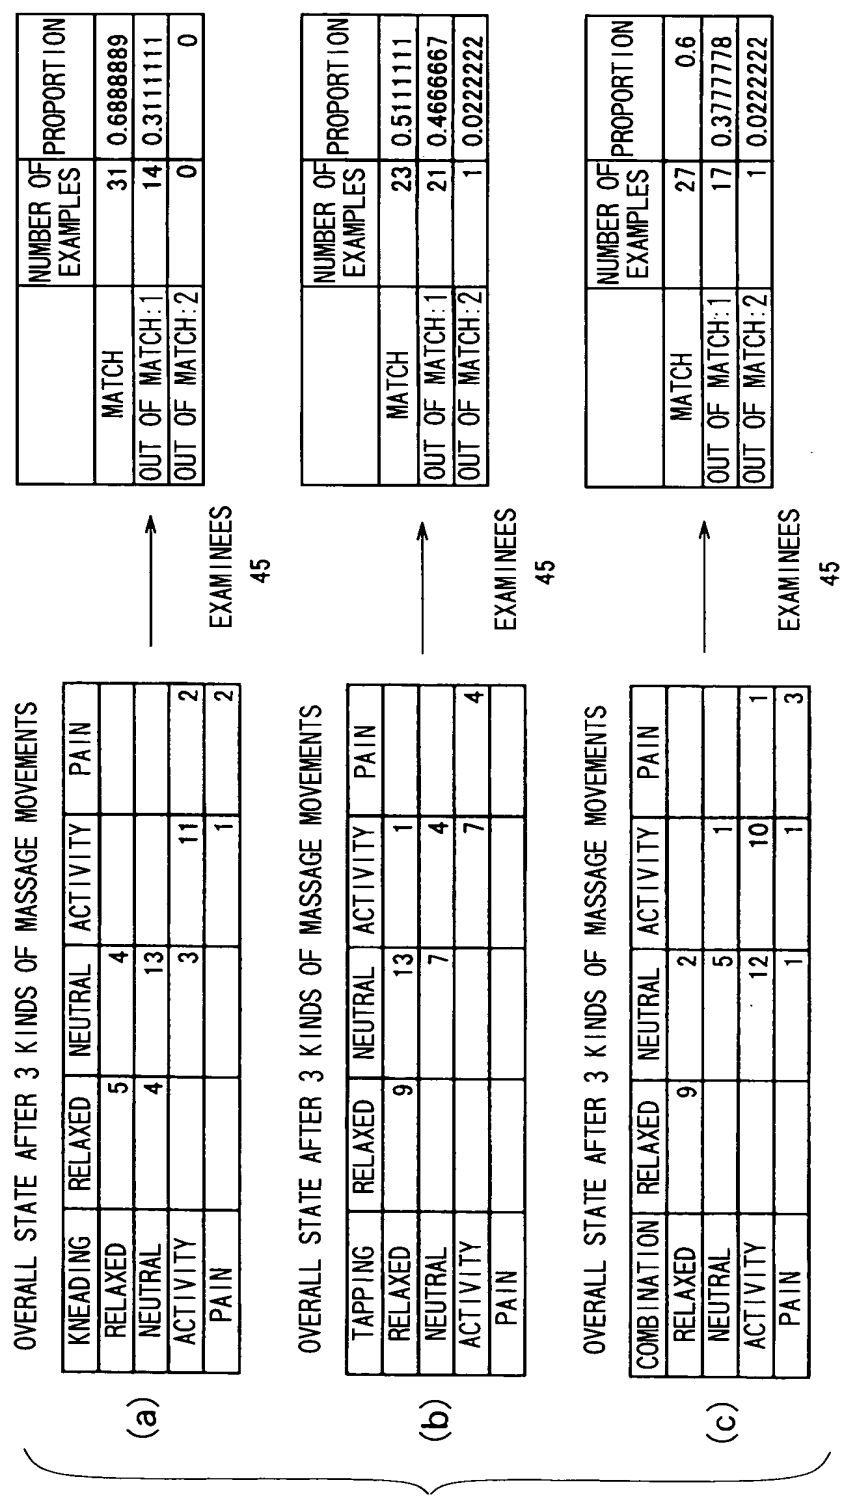 (a)
OVERALL STATE AFTER 3 KINDS OF MASSAGE MOVEMENTS
KNEADING RELAXED NEUTRAL ACTIVITY PAIN
RELAXED 5 4
NEUTRAL 4 13
ACTIVITY 3 11 2
PAIN 1 2
EXAMINEES
45
NUMBER OF EXAMPLES PROPORTION
MATCH 31 0.6888889
OUT OF MATCH:1 14 0.3111111
OUT OF MATCH:2 0 0
(b)
OVERALL STATE AFTER 3 KINDS OF MASSAGE MOVEMENTS
TAPPING RELAXED NEUTRAL ACTIVITY PAIN
RELAXED 9 13 1
NEUTRAL 7 4
ACTIVITY 7 4
PAIN
EXAMINEES
45
NUMBER OF EXAMPLES PROPORTION
MATCH 23 0.5111111
OUT OF MATCH:1 21 0.4666667
OUT OF MATCH:2 1 0.0222222
(c)
OVERALL STATE AFTER 3 KINDS OF MASSAGE MOVEMENTS
COMBINATION RELAXED NEUTRAL ACTIVITY PAIN
RELAXED 9 2
NEUTRAL 5 1
ACTIVITY 12 10 1
PAIN 1 1 3
EXAMINEES
45
NUMBER OF EXAMPLES PROPORTION
MATCH 27 0.6
OUT OF MATCH:1 17 0.3777778
OUT OF MATCH:2 1 0.0222222